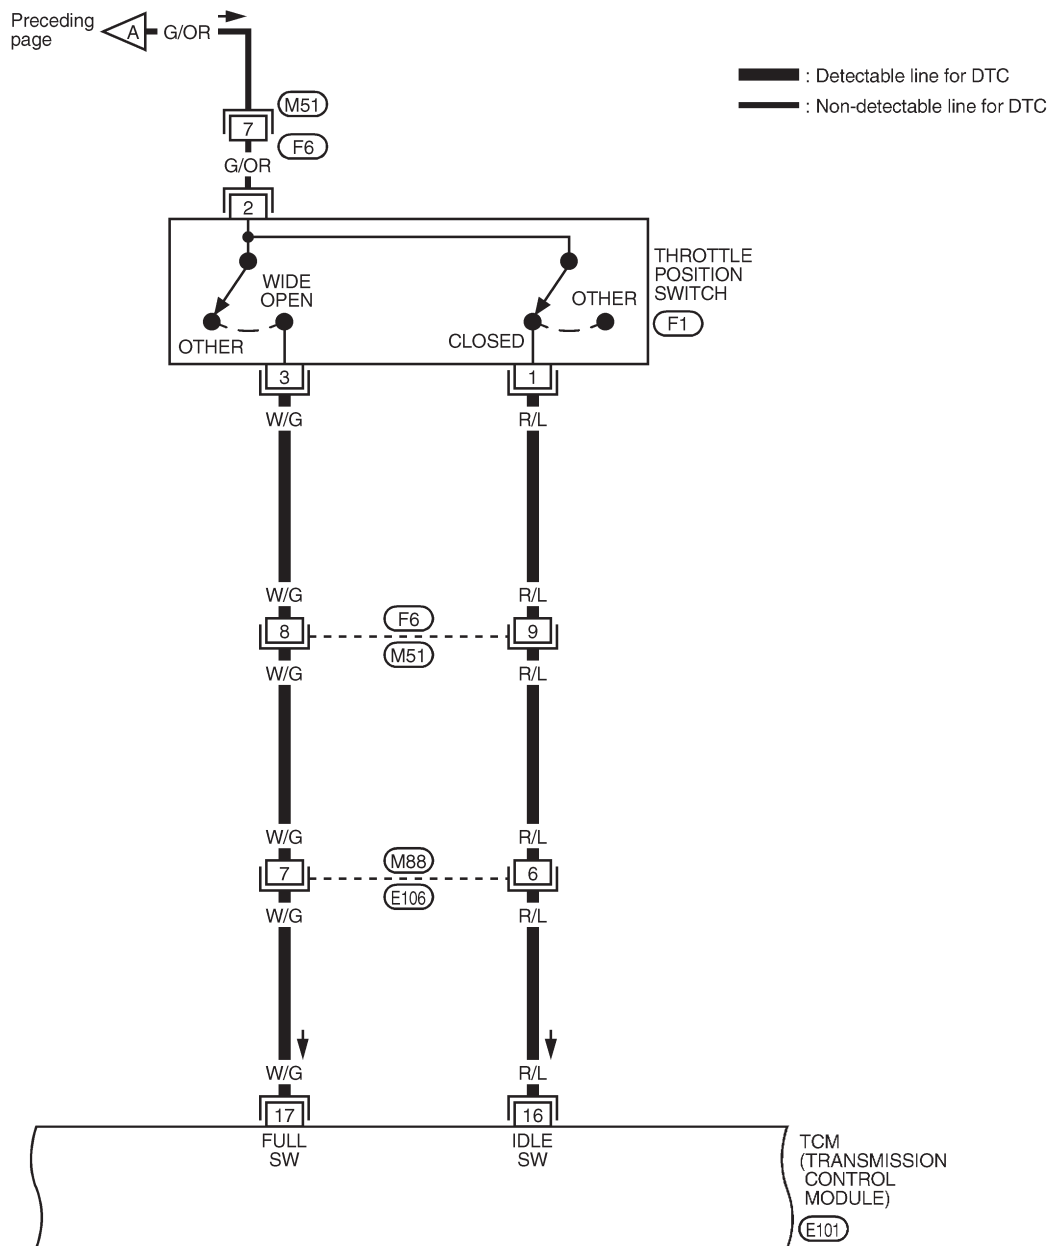 Preceding
page
A
G/OR
: Detectable line for DTC
: Non-detectable line for DTC
M51
7
F6
G/OR
2
THROTTLE
POSITION
SWITCH
F1
WIDE
OPEN
OTHER
OTHER
CLOSED
3
1
W/G
R/L
W/G
R/L
8
F6
9
M51
W/G
R/L
W/G
R/L
7
M88
6
E106
W/G
R/L
W/G
R/L
17
16
FULL
SW
IDLE
SW
TCM
(TRANSMISSION
CONTROL
MODULE)
E101